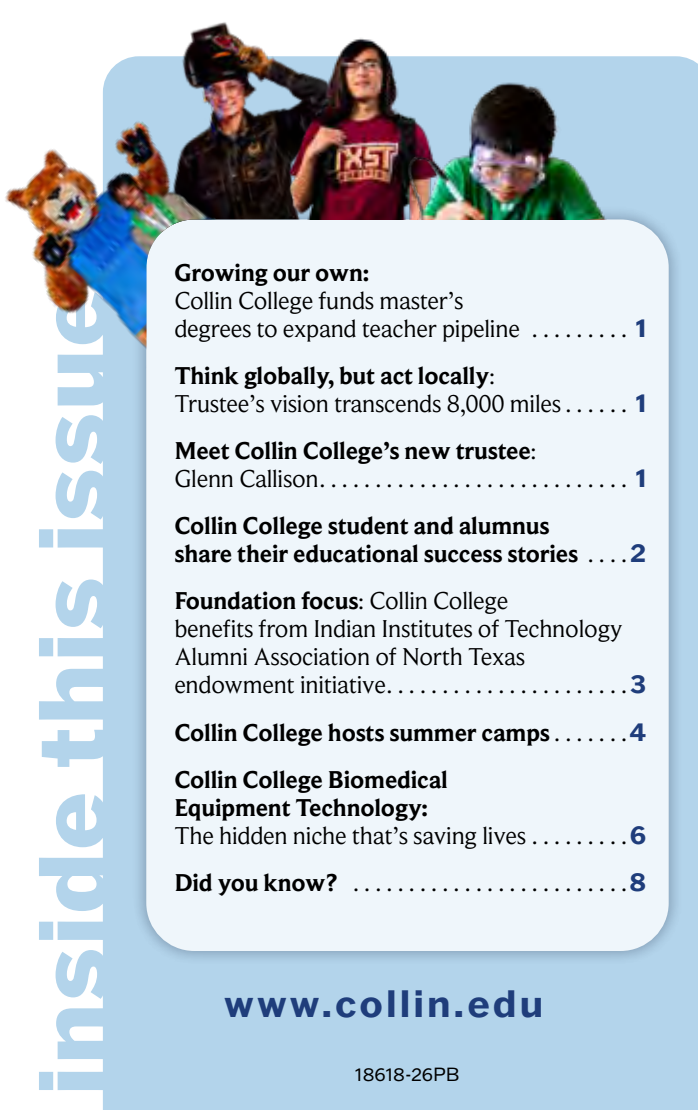 TXST
inside this issue
Growing our own:
Collin College funds master's
degrees to expand teacher pipeline ......... 1
Think globally, but act locally:
Trustee's vision transcends 8,000 miles ...... 1
Meet Collin College's new trustee:
Glenn Callison............................ 1
Collin College student and alumnus
share their educational success stories ....2
Foundation focus: Collin College
benefits from Indian Institutes of Technology
Alumni Association of North Texas
endowment initiative...................... 3
Collin College hosts summer camps .......4
Collin College Biomedical
Equipment Technology:
The hidden niche that's saving lives .........6
Did you know? .........................8
www.collin.edu
18618-26PB